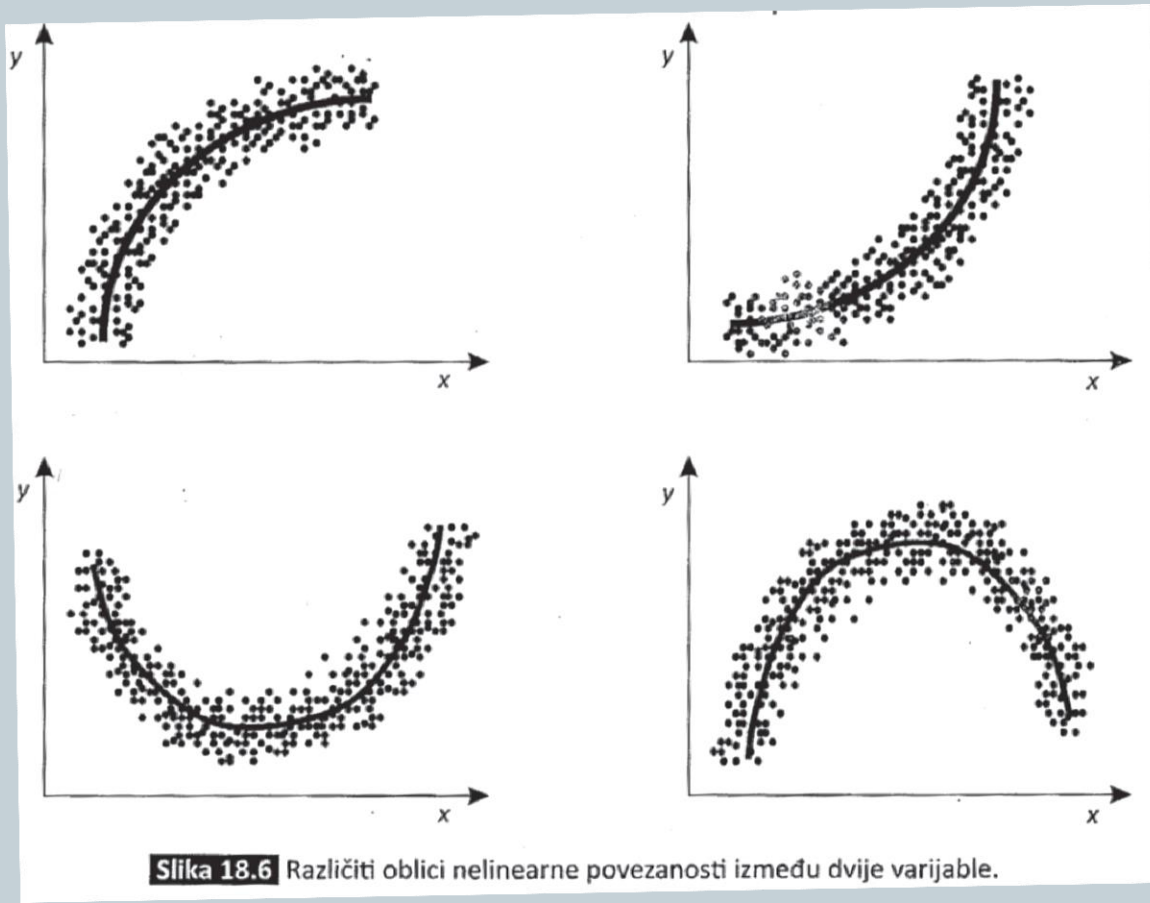 y
x
y
x
y
x
y
x
Slika 18.6 Različiti oblici nelinearne povezanosti između dvije varijable.